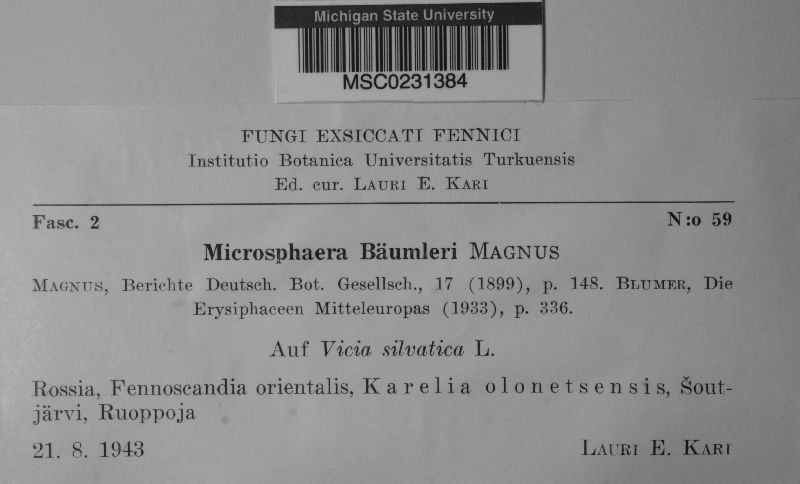 Michigan State University
MSC0231384
FUNGI EXSICCATI FENNICI
Institutio Botanica Universitatis Turkuensis
Ed. cur. LAURI E. KARI
Fasc. 2 N:o 59
Microsphaera Bäumleri MAGNUS
MAGNUS, Berichte Deutsch. Bot. Gesellsch., 17 (1899), p. 148. BLUMER, Die
Erysiphaceen Mitteleuropas (1933), p. 336.
Auf Vicia silvatica L.
Rossia, Fennoscandia orientalis, Karelia olonetsensis, Šout-
järvi, Ruoppoja
21. 8. 1943 LAURI E. KARI